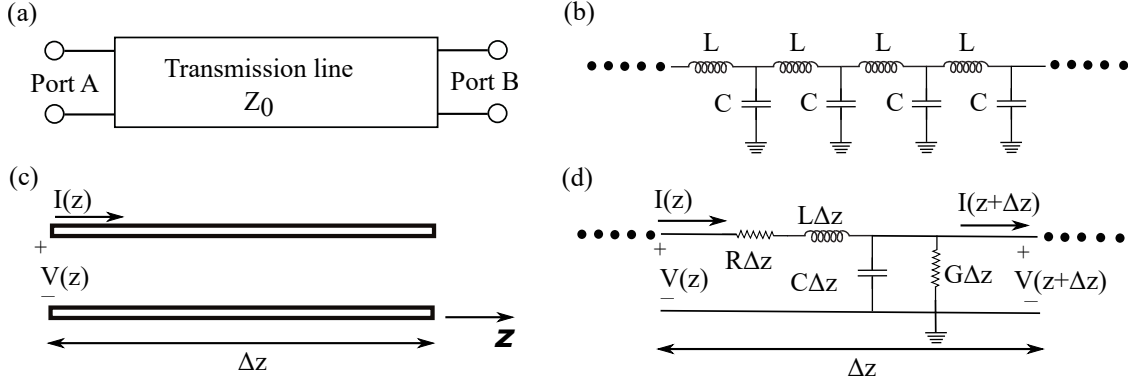 (a)
Port A
Transmission line
Z0
Port B
(b)
L L L L
C C C C
(c)
I(z)
+
V(z)
−
z
Δz
(d)
I(z)
LΔz
I(z+Δz)
+
RΔz
+
V(z)
CΔz
GΔz
V(z+Δz)
−
−
Δz